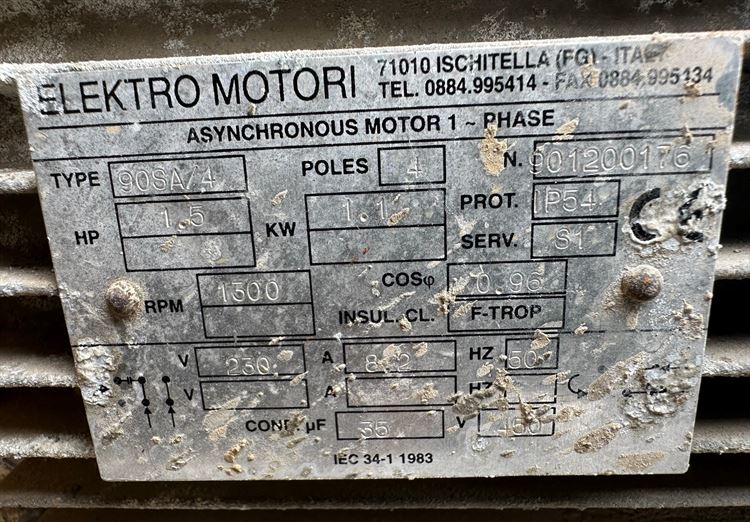 ELEKTRO MOTORI
71010 ISCHITELLA (FG) - ITALY
TEL. 0884.995414 - FAX 0884.995434
ASYNCHRONOUS MOTOR 1 ~ PHASE
TYPE 90SA/4 POLES 4 N. 901200176
HP 1.5 KW 1.1 PROT. IP54
SERV. S1
RPM 1300 COSφ 0.96
INSUL. CL. F-TROP
V 230 A 8.2 HZ 50
V A HZ
COND. µF 35 V 450
IEC 34-1 1983
CE